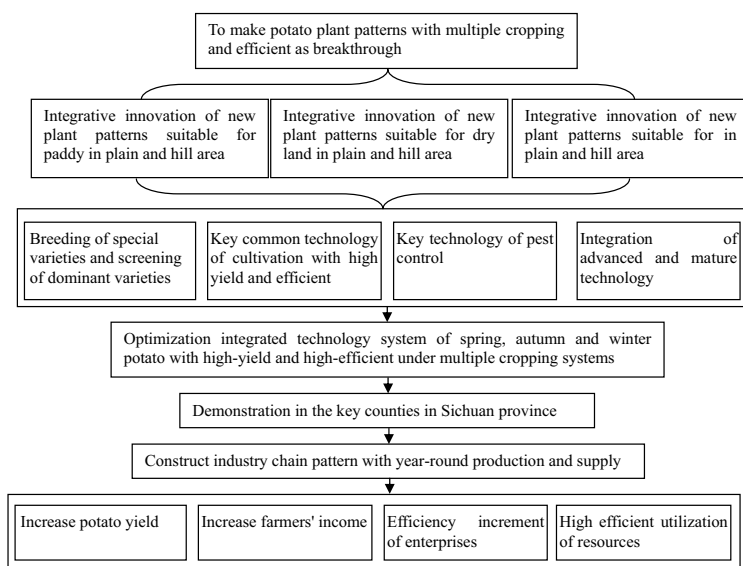 To make potato plant patterns with multiple cropping
and efficient as breakthrough
Integrative innovation of new
plant patterns suitable for
paddy in plain and hill area
Integrative innovation of new
plant patterns suitable for dry
land in plain and hill area
Integrative innovation of new
plant patterns suitable for in
plain and hill area
Breeding of special
varieties and screening
of dominant varieties
Key common technology
of cultivation with high
yield and efficient
Key technology of pest
control
Integration of
advanced and mature
technology
Optimization integrated technology system of spring, autumn and winter
potato with high-yield and high-efficient under multiple cropping systems
Demonstration in the key counties in Sichuan province
Construct industry chain pattern with year-round production and supply
Increase potato yield
Increase farmers' income
Efficiency increment
of enterprises
High efficient utilization
of resources